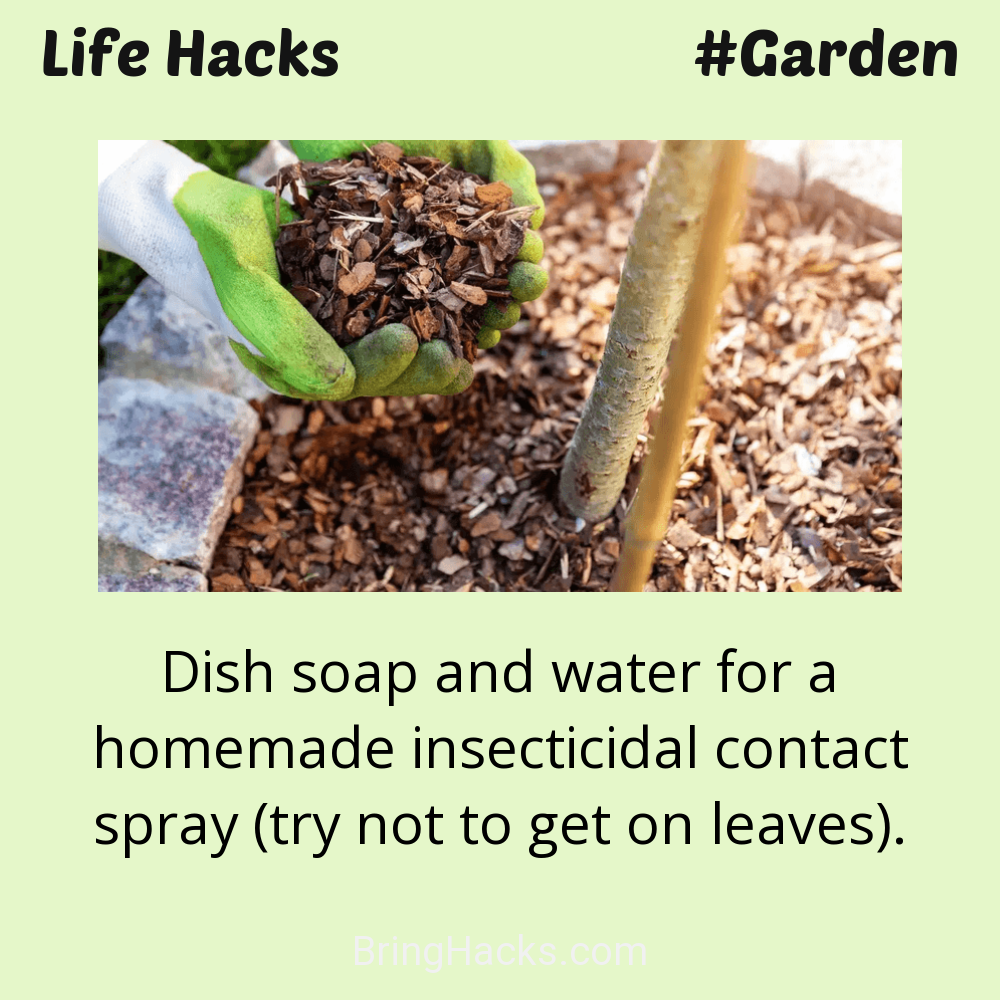 Life Hacks #Garden
Dish soap and water for a
homemade insecticidal contact
spray (try not to get on leaves).
BringHacks.com